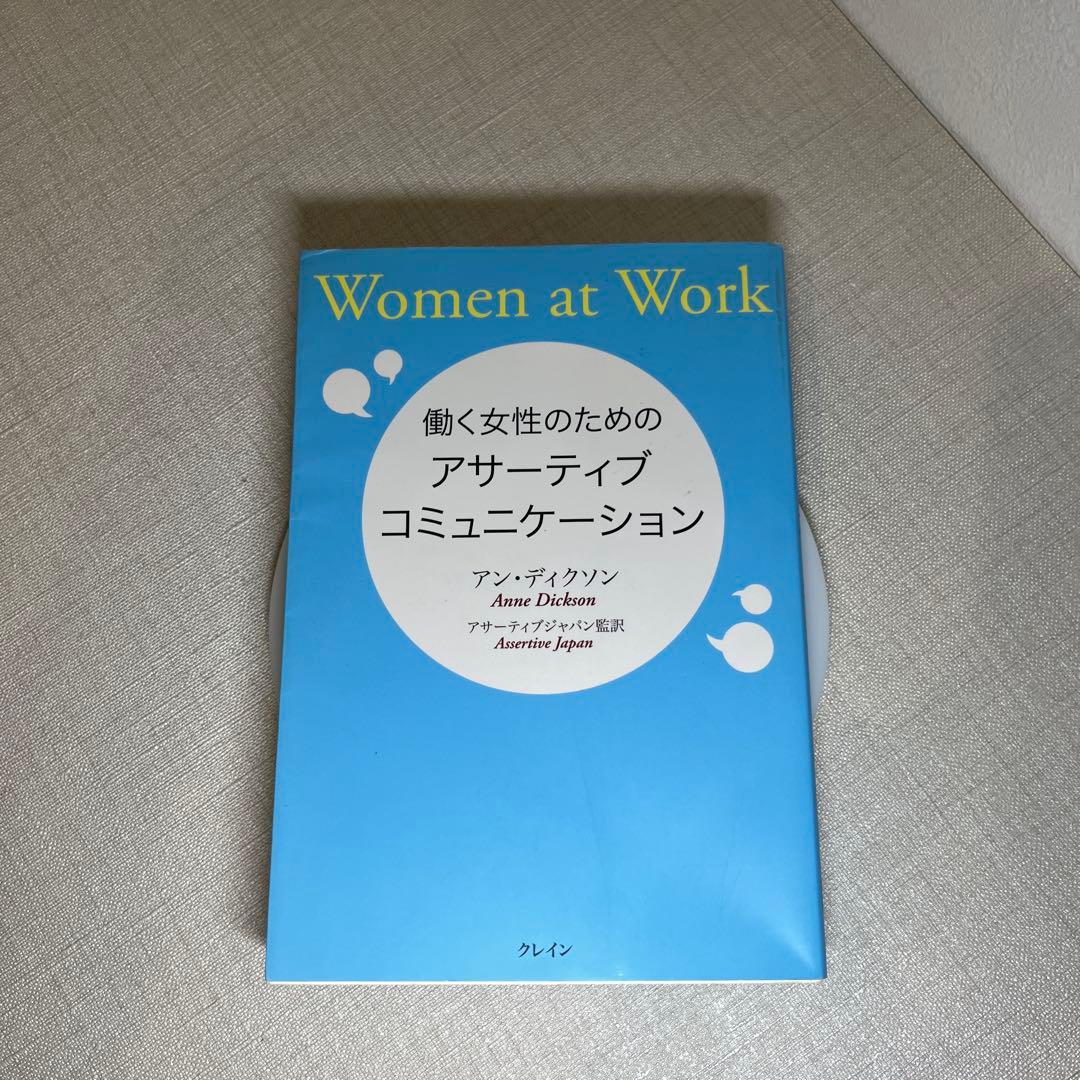 Women at Work
働く女性のための
アサーティブ
コミュニケーション
アン・ディクソン
Anne Dickson
アサーティブジャパン監訳
Assertive Japan
クレイン